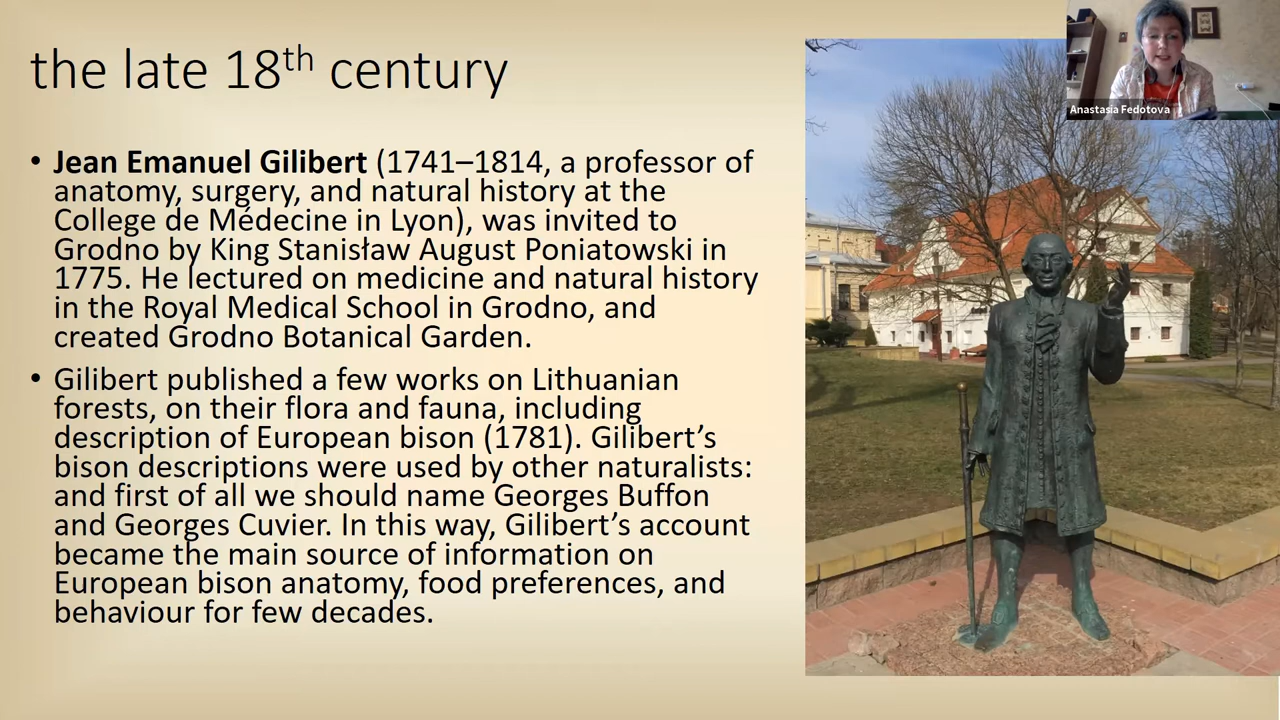 the late 18th century
Anastasia Fedotova
• Jean Emanuel Gilibert (1741–1814, a professor of
anatomy, surgery, and natural history at the
College de Médecine in Lyon), was invited to
Grodno by King Stanisław August Poniatowski in
1775. He lectured on medicine and natural history
in the Royal Medical School in Grodno, and
created Grodno Botanical Garden.
• Gilibert published a few works on Lithuanian
forests, on their flora and fauna, including
description of European bison (1781). Gilibert’s
bison descriptions were used by other naturalists:
and first of all we should name Georges Buffon
and Georges Cuvier. In this way, Gilibert’s account
became the main source of information on
European bison anatomy, food preferences, and
behaviour for few decades.